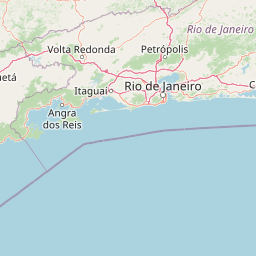 Rio de Janeiro
Petrópolis
Volta Redonda
etá
Itaguaí
Rio de Janeiro
Angra
dos Reis